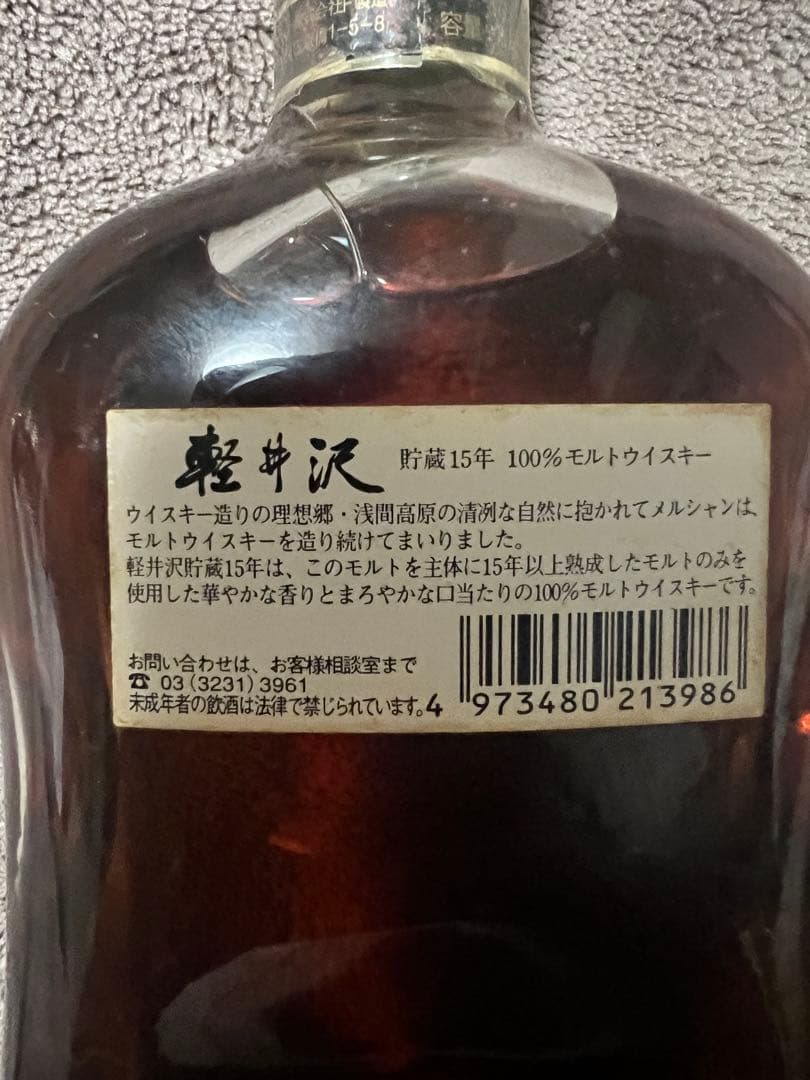 製造
1-5-8
容
軽井沢 貯蔵15年 100%モルトウイスキー
ウイスキー造りの理想郷・浅間高原の清冽な自然に抱かれてメルシャンは、
モルトウイスキーを造り続けてまいりました。
軽井沢貯蔵15年は、このモルトを主体に15年以上熟成したモルトのみを
使用した華やかな香りとまろやかな口当たりの100%モルトウイスキーです。
お問い合わせは、お客様相談室まで
☎ 03(3231)3961
未成年者の飲酒は法律で禁じられています。
4 973480 213986